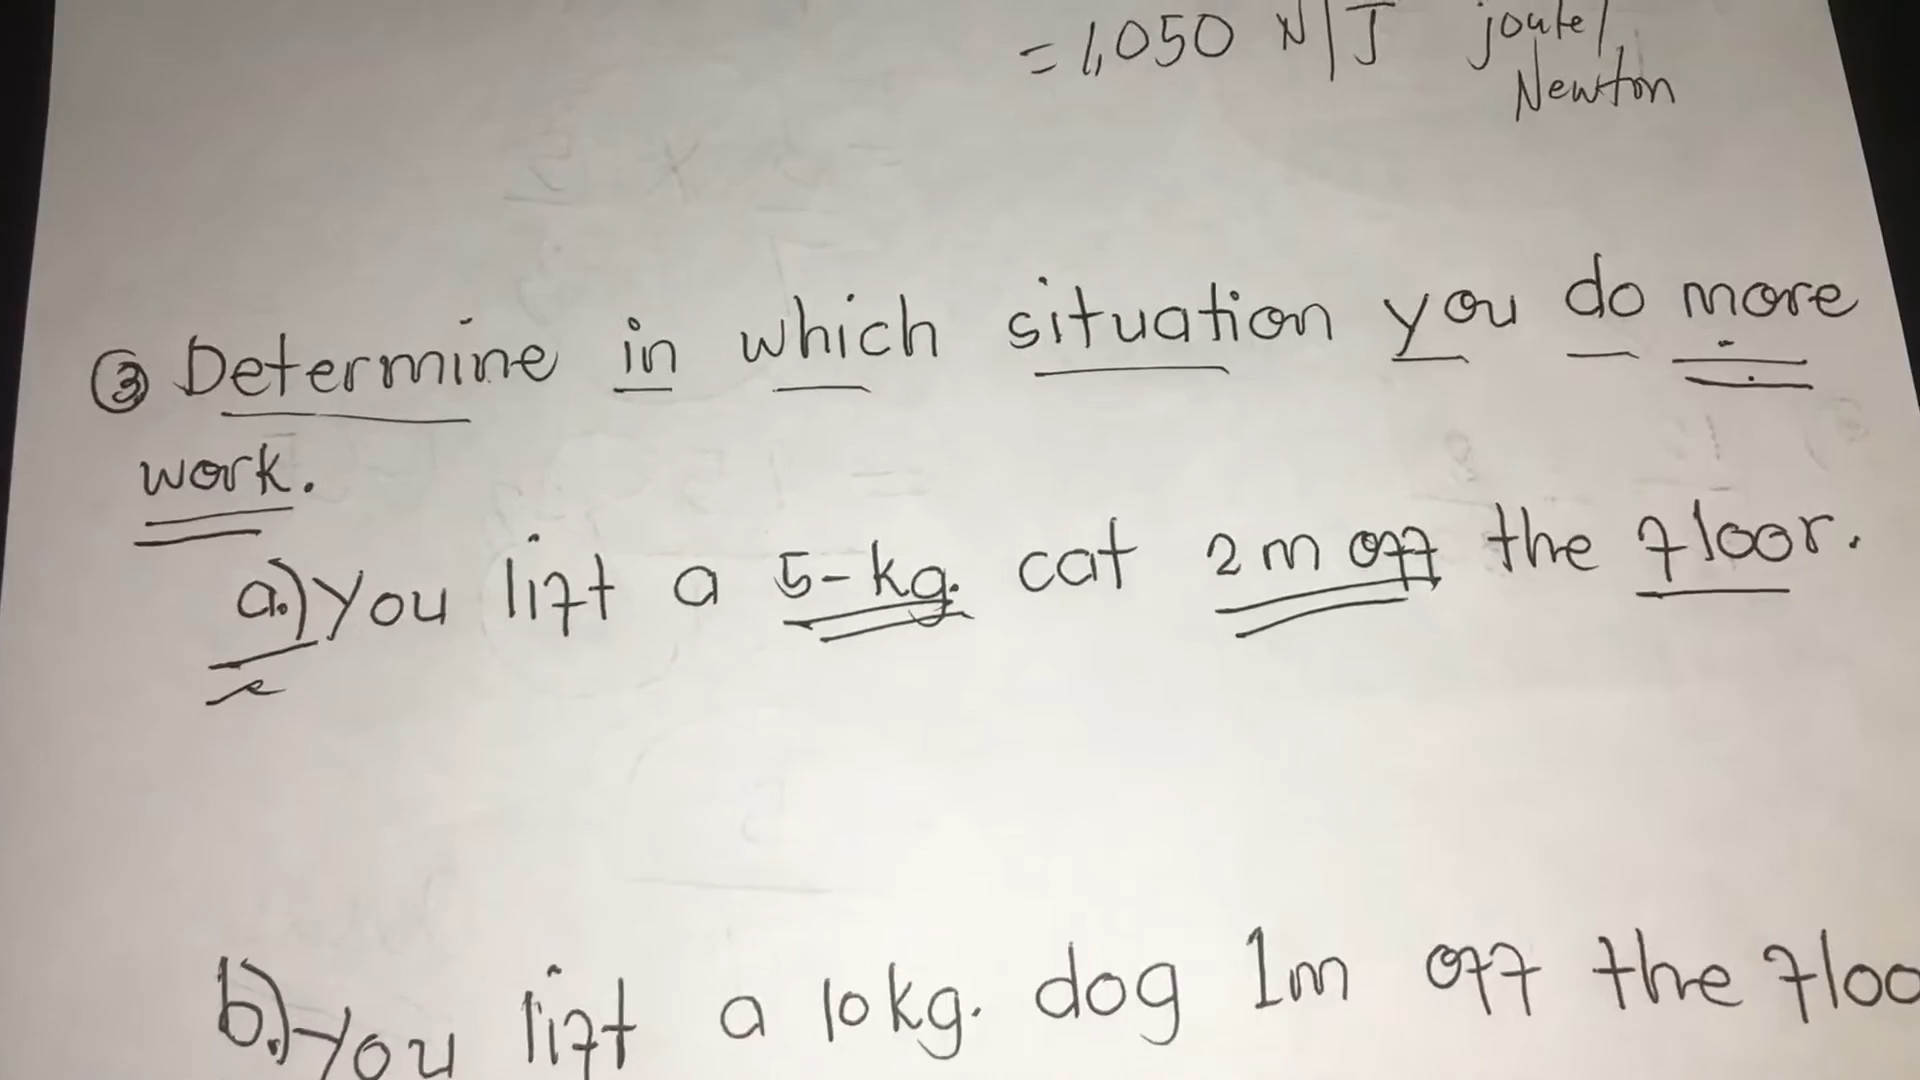 = 1,050 N/J joule/
Newton
③ Determine in which situation you do more
work.
a.) You lift a 5-kg. cat 2m off the floor.
b.) You lift a 10kg. dog 1m off the floo